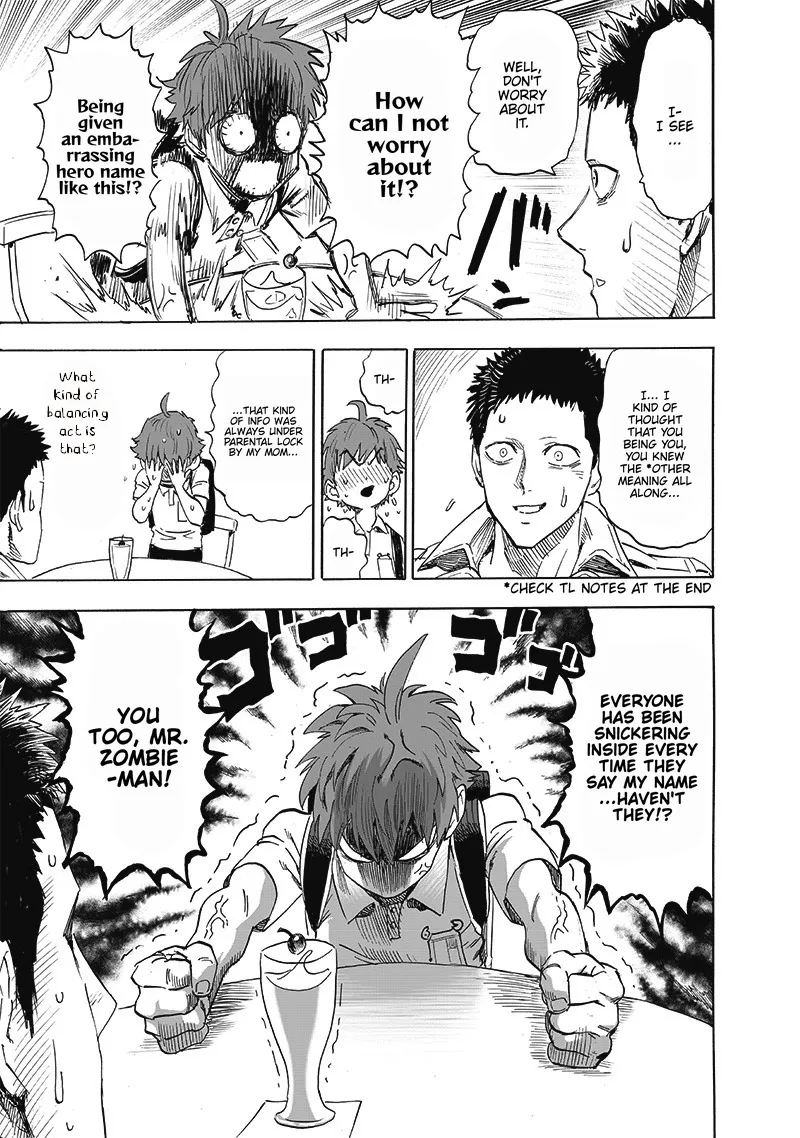 I-
I SEE
...
WELL,
DON'T
WORRY
ABOUT
IT.
How
can I not
worry
about
it!?
Being
given
an emba-
rrassing
hero name
like this!?
バッ
I... I
KIND OF
THOUGHT
THAT YOU
BEING YOU,
YOU KNEW
THE *OTHER
MEANING ALL
ALONG...
*CHECK TL NOTES AT THE END
TH-
TH-
...THAT KIND
OF INFO WAS
ALWAYS UNDER
PARENTAL LOCK
BY MY MOM...
What
kind of
balancing
act is
that?
EVERYONE
HAS BEEN
SNICKERING
INSIDE EVERY
TIME THEY
SAY MY NAME
...HAVEN'T
THEY!?
ゴゴゴゴ
YOU
TOO, MR.
ZOMBIE
-MAN!